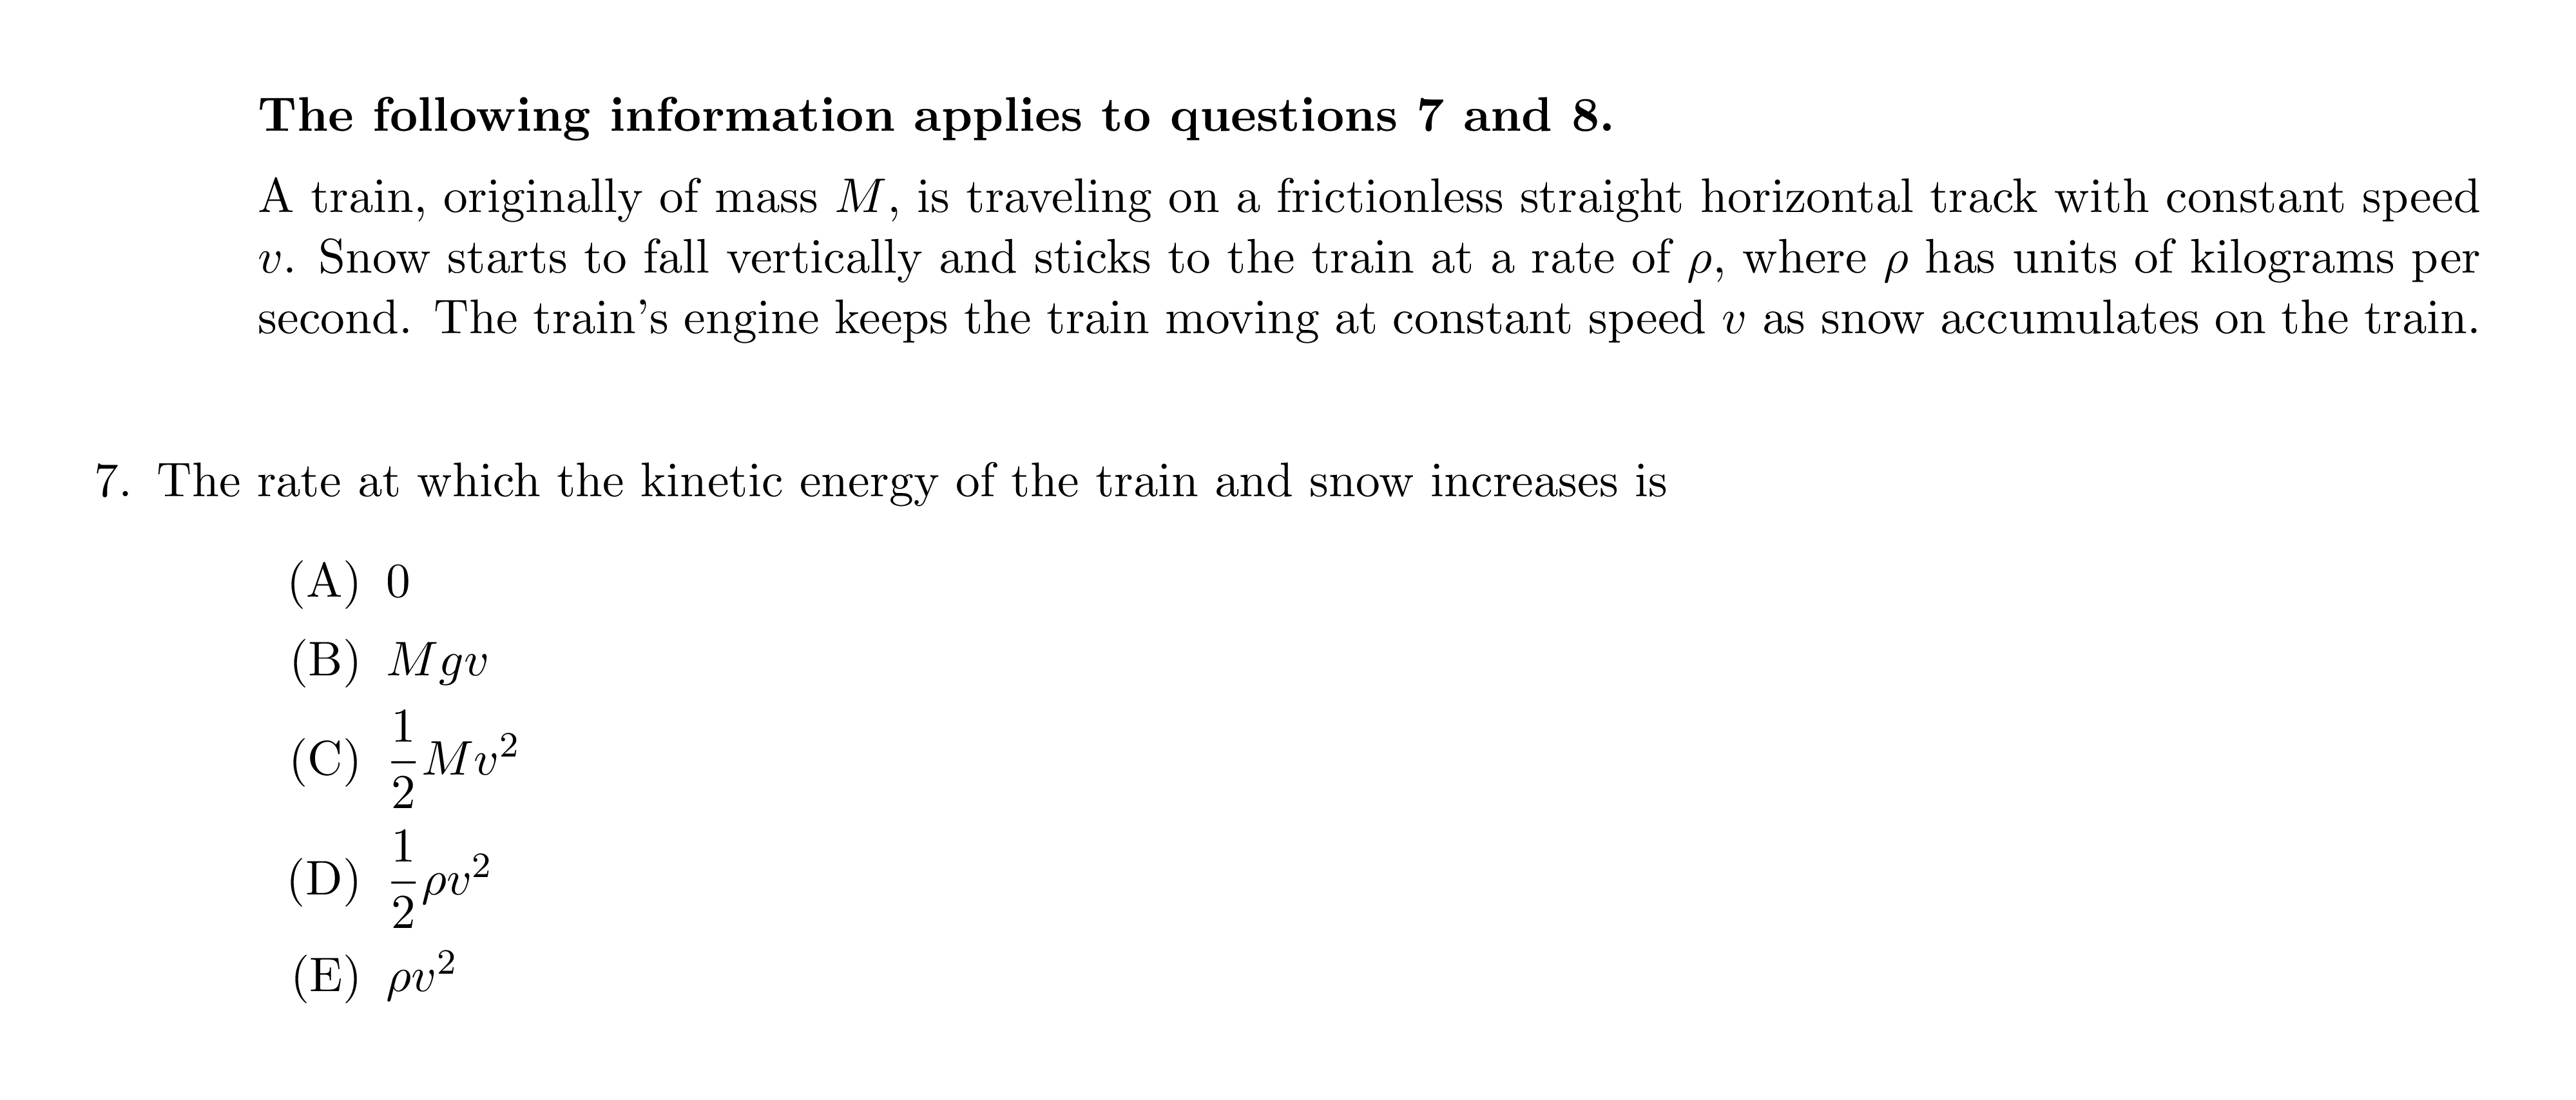 The following information applies to questions 7 and 8.
A train, originally of mass M, is traveling on a frictionless straight horizontal track with constant speed
v. Snow starts to fall vertically and sticks to the train at a rate of ρ, where ρ has units of kilograms per
second. The train's engine keeps the train moving at constant speed v as snow accumulates on the train.
7. The rate at which the kinetic energy of the train and snow increases is
(A) 0
(B) Mgv
(C) \frac{1}{2}Mv^2
(D) \frac{1}{2}ρv^2
(E) ρv^2